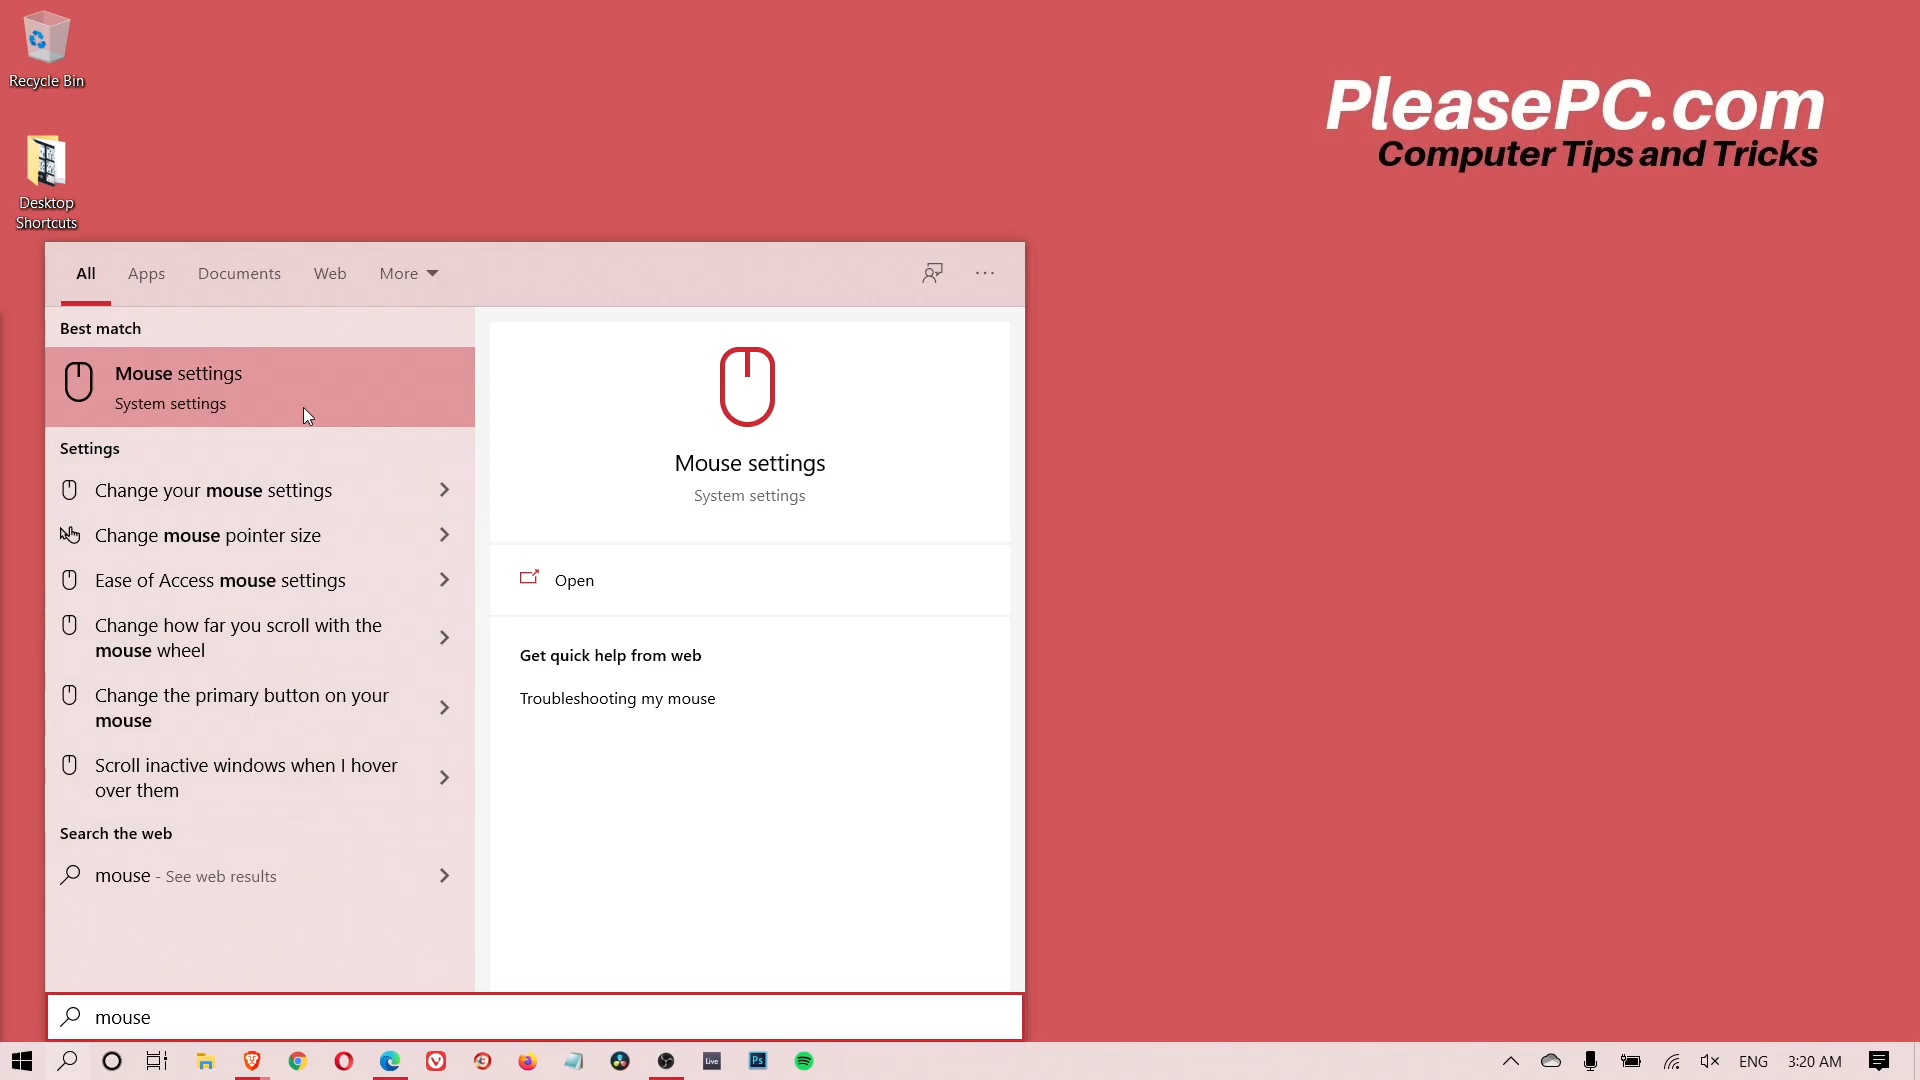 Recycle Bin
Desktop
Shortcuts
PleasePC.com
Computer Tips and Tricks
All Apps Documents Web More
Best match
Mouse settings
System settings
Settings
Change your mouse settings
Change mouse pointer size
Ease of Access mouse settings
Change how far you scroll with the
mouse wheel
Change the primary button on your
mouse
Scroll inactive windows when I hover
over them
Search the web
mouse - See web results
Mouse settings
System settings
Open
Get quick help from web
Troubleshooting my mouse
mouse
Live
Ps
ENG
3:20 AM